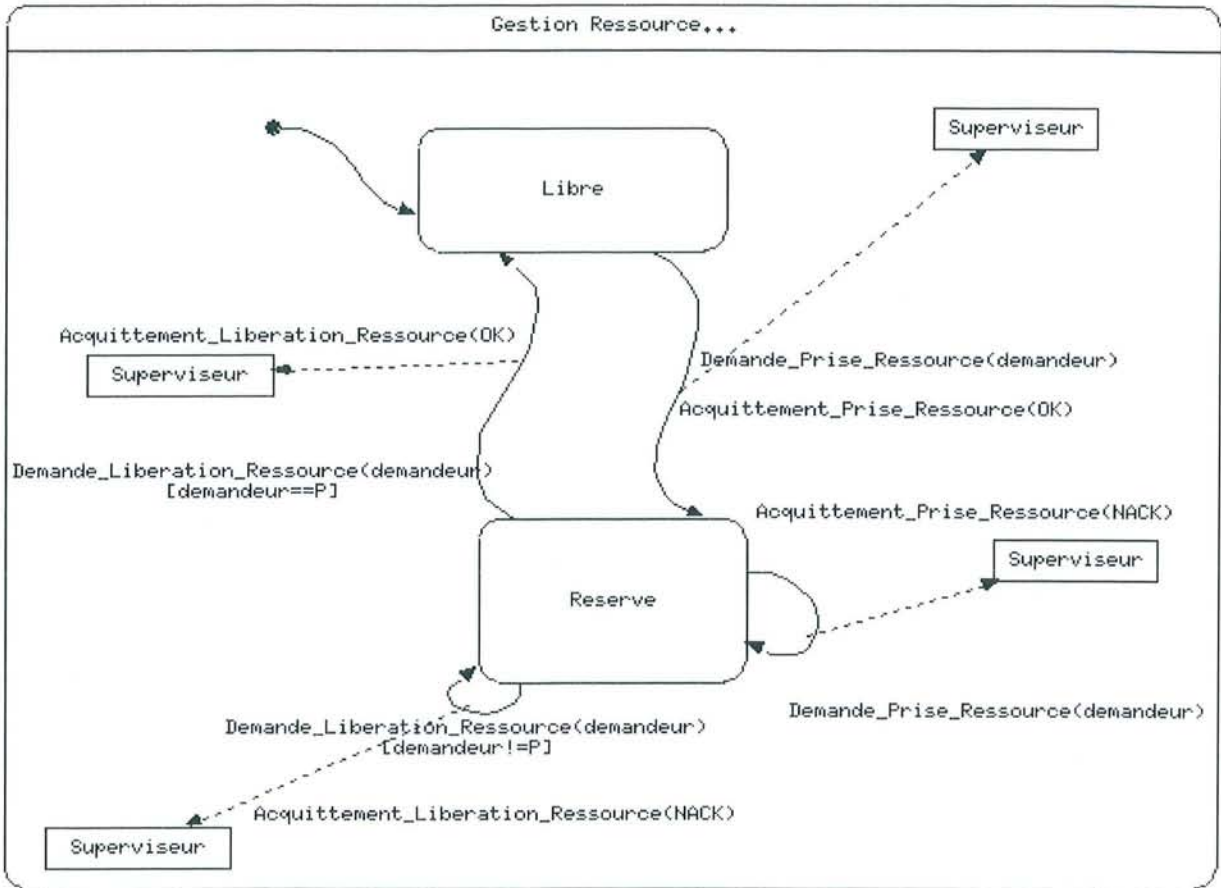 Gestion Ressource...
Superviseur
Libre
Acquittement_Liberation_Ressource(OK)
Superviseur
Demande_Prise_Ressource(demandeur)
Acquittement_Prise_Ressource(OK)
Demande_Liberation_Ressource(demandeur)
[demandeur==P]
Acquittement_Prise_Ressource(NACK)
Superviseur
Reserve
Demande_Prise_Ressource(demandeur)
Demande_Liberation_Ressource(demandeur)
[demandeur!=P]
Acquittement_Liberation_Ressource(NACK)
Superviseur